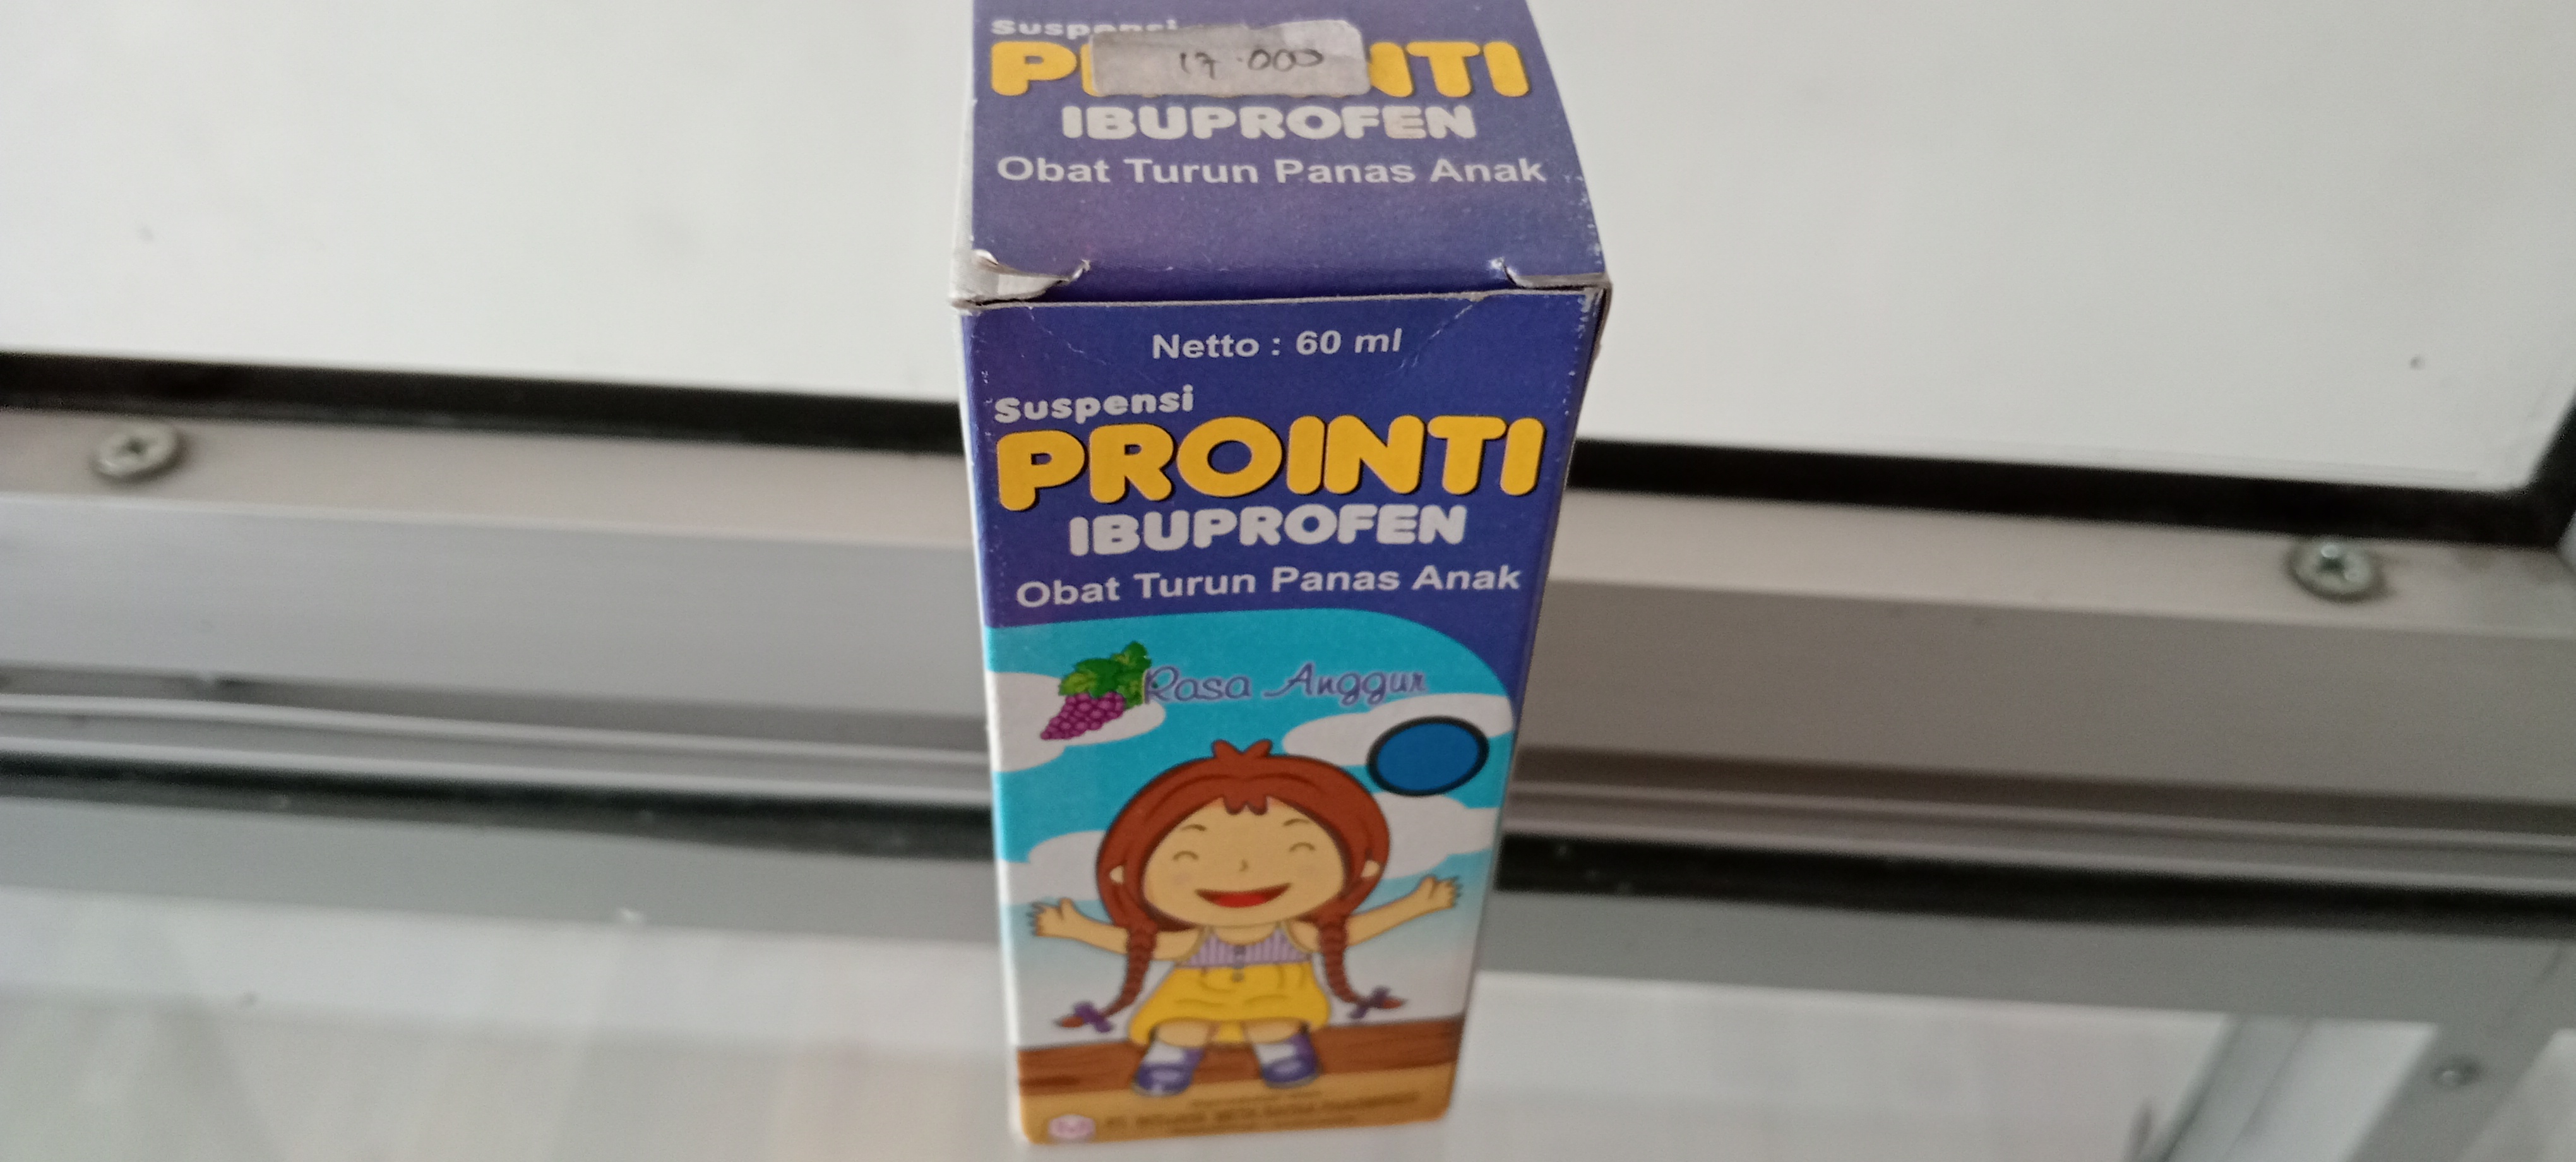 Suspensi
17.000
IBUPROFEN
Obat Turun Panas Anak
Netto : 60 ml
Suspensi
PROINTI
IBUPROFEN
Obat Turun Panas Anak
Rasa Anggur